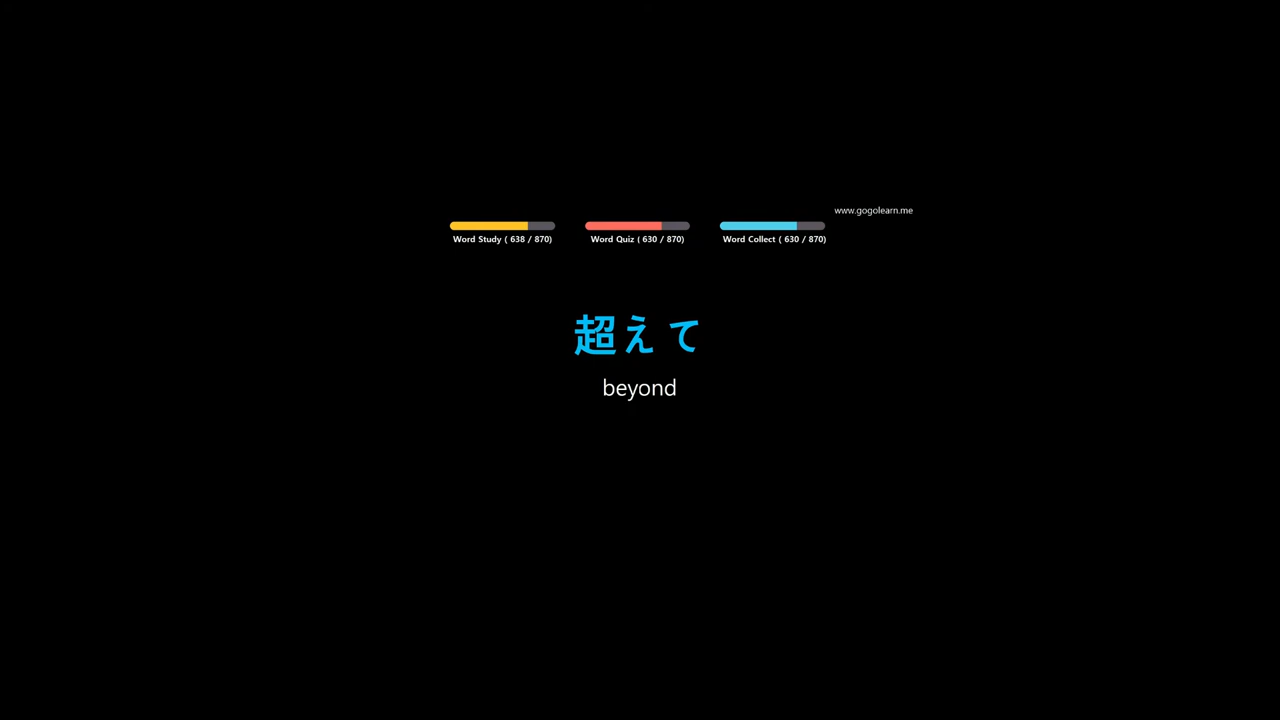 www.gogolearn.me
Word Study ( 638 / 870)
Word Quiz ( 630 / 870)
Word Collect ( 630 / 870)
超えて
beyond